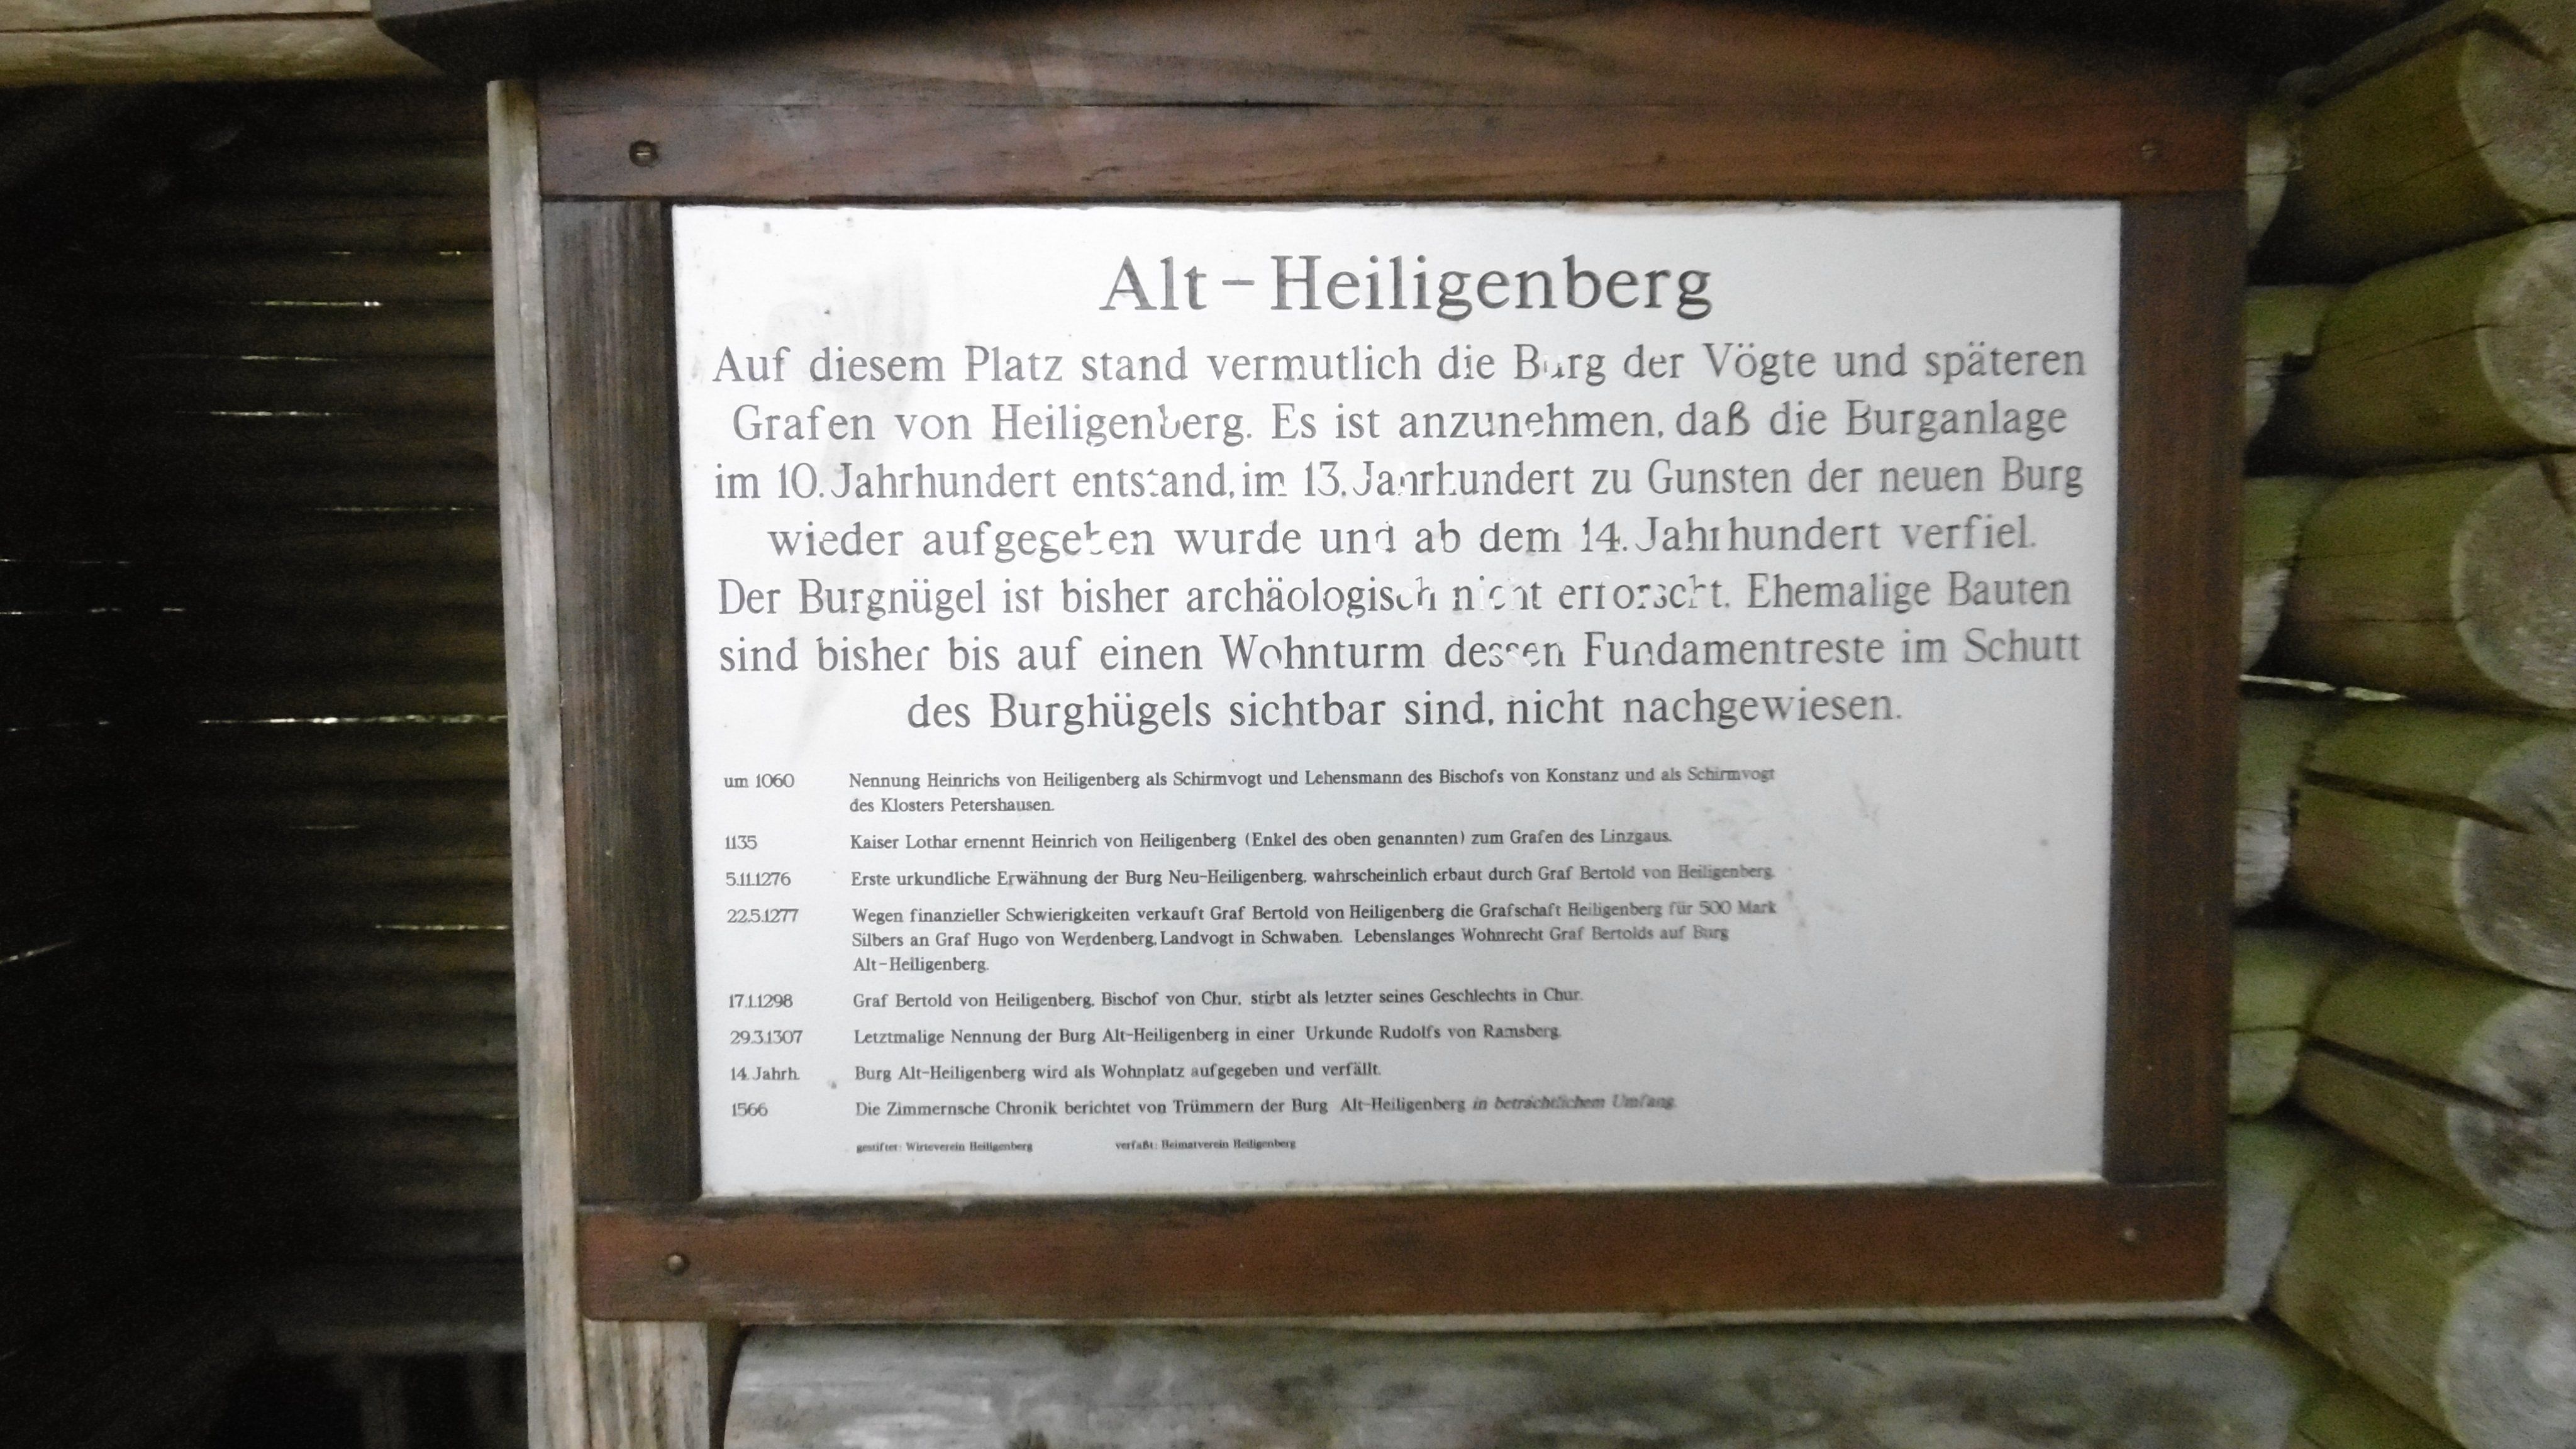 Alt - Heiligenberg
Auf diesem Platz stand vermutlich die Burg der Vögte und späteren
Grafen von Heiligenberg. Es ist anzunehmen, daß die Burganlage
im 10. Jahrhundert entstand, im 13. Jahrhundert zu Gunsten der neuen Burg
wieder aufgegeben wurde und ab dem 14. Jahrhundert verfiel.
Der Burghügel ist bisher archäologisch nicht erforscht. Ehemalige Bauten
sind bisher bis auf einen Wohnturm dessen Fundamentreste im Schutt
des Burghügels sichtbar sind, nicht nachgewiesen.
um 1060 Nennung Heinrichs von Heiligenberg als Schirmvogt und Lehensmann des Bischofs von Konstanz und als Schirmvogt
des Klosters Petershausen.
1135 Kaiser Lothar ernennt Heinrich von Heiligenberg (Enkel des oben genannten) zum Grafen des Linzgaus.
5.11.1276 Erste urkundliche Erwähnung der Burg Neu-Heiligenberg, wahrscheinlich erbaut durch Graf Bertold von Heiligenberg.
22.5.1277 Wegen finanzieller Schwierigkeiten verkauft Graf Bertold von Heiligenberg die Grafschaft Heiligenberg für 500 Mark
Silbers an Graf Hugo von Werdenberg, Landvogt in Schwaben. Lebenslanges Wohnrecht Graf Bertolds auf Burg
Alt-Heiligenberg.
17.1.1298 Graf Bertold von Heiligenberg, Bischof von Chur, stirbt als letzter seines Geschlechts in Chur.
29.3.1307 Letztmalige Nennung der Burg Alt-Heiligenberg in einer Urkunde Rudolfs von Ramsberg.
14. Jahrh. Burg Alt-Heiligenberg wird als Wohnplatz aufgegeben und verfällt.
1566 Die Zimmernsche Chronik berichtet von Trümmern der Burg Alt-Heiligenberg in beträchtlichem Umfang.
gestiftet: Wirteverein Heiligenberg verfaßt: Heimatverein Heiligenberg